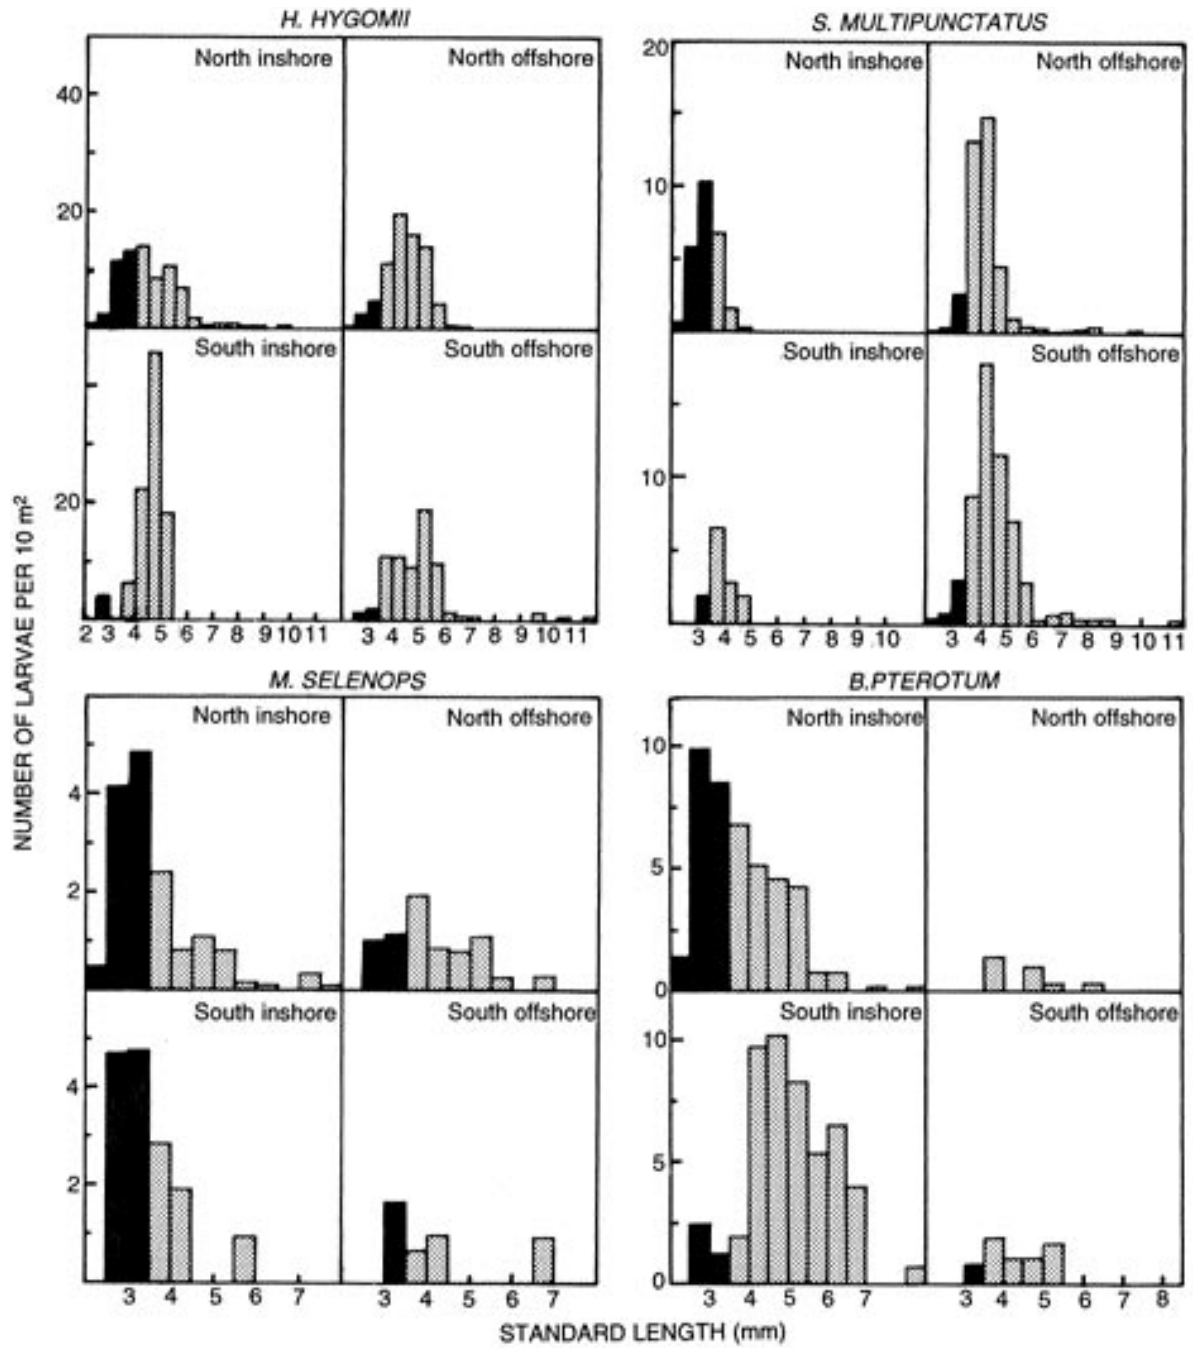 H. HYGOMII
S. MULTIPUNCTATUS
North inshore
North offshore
North inshore
North offshore
40
20
20
10
South inshore
South offshore
South inshore
South offshore
20
10
2 3 4 5 6 7 8 9 10 11
3 4 5 6 7 8 9 10 11
3 4 5 6 7 8 9 10
3 4 5 6 7 8 9 10 11
NUMBER OF LARVAE PER 10 m²
M. SELENOPS
B.PTEROTUM
North inshore
North offshore
North inshore
North offshore
4
2
10
5
0
South inshore
South offshore
South inshore
South offshore
4
2
10
5
0
3 4 5 6 7
3 4 5 6 7
3 4 5 6 7
3 4 5 6 7 8
STANDARD LENGTH (mm)